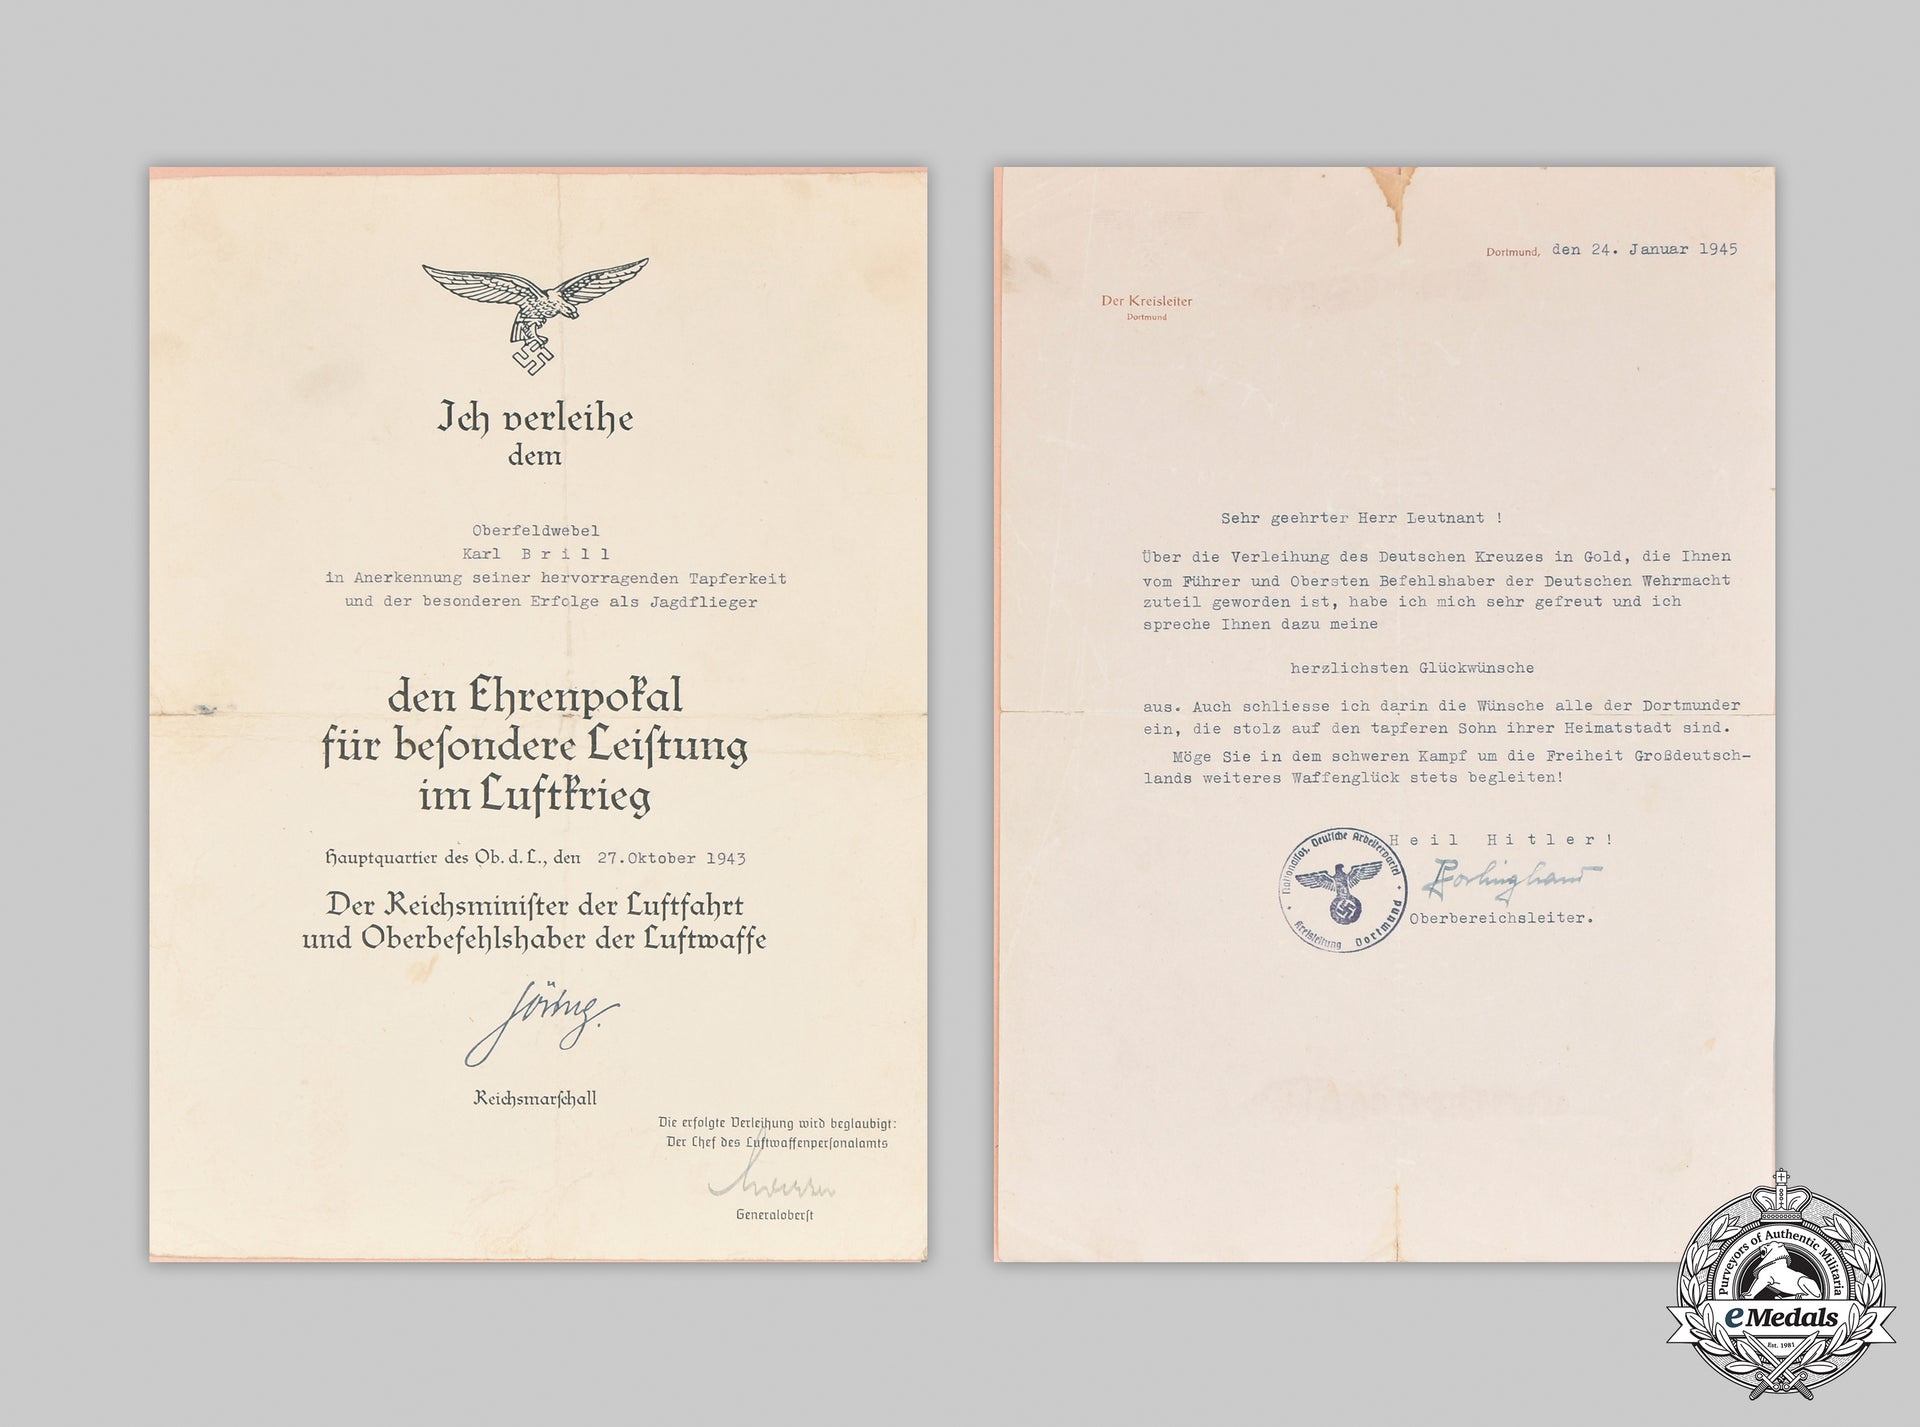 Ich verleihe
dem
Oberfeldwebel
Karl B r i l l
in Anerkennung seiner hervorragenden Tapferkeit
und der besonderen Erfolge als Jagdflieger
den Ehrenpokal
für besondere Leistung
im Luftkrieg
Hauptquartier des Ob. d. L., den 27.Oktober 1943
Der Reichsminister der Luftfahrt
und Oberbefehlshaber der Luftwaffe
Göring.
Reichsmarschall
Die erfolgte Verleihung wird beglaubigt:
Der Chef des Luftwaffenpersonalamts
Generaloberst
Dortmund, den 24. Januar 1945
Der Kreisleiter
Dortmund
Sehr geehrter Herr Leutnant !
Über die Verleihung des Deutschen Kreuzes in Gold, die Ihnen
vom Führer und Obersten Befehlshaber der Deutschen Wehrmacht
zuteil geworden ist, habe ich mich sehr gefreut und ich
spreche Ihnen dazu meine
herzlichsten Glückwünsche
aus. Auch schliesse ich darin die Wünsche alle der Dortmunder
ein, die stolz auf den tapferen Sohn ihrer Heimatstadt sind.
Möge Sie in dem schweren Kampf um die Freiheit Großdeutsch-
lands weiteres Waffenglück stets begleiten!
H e i l H i t l e r !
Oberbereichsleiter.
Nationalsoz. Deutsche Arbeiterpartei
Kreisleitung Dortmund
Purveyors of Authentic Militaria
eMedals
Est. 1981